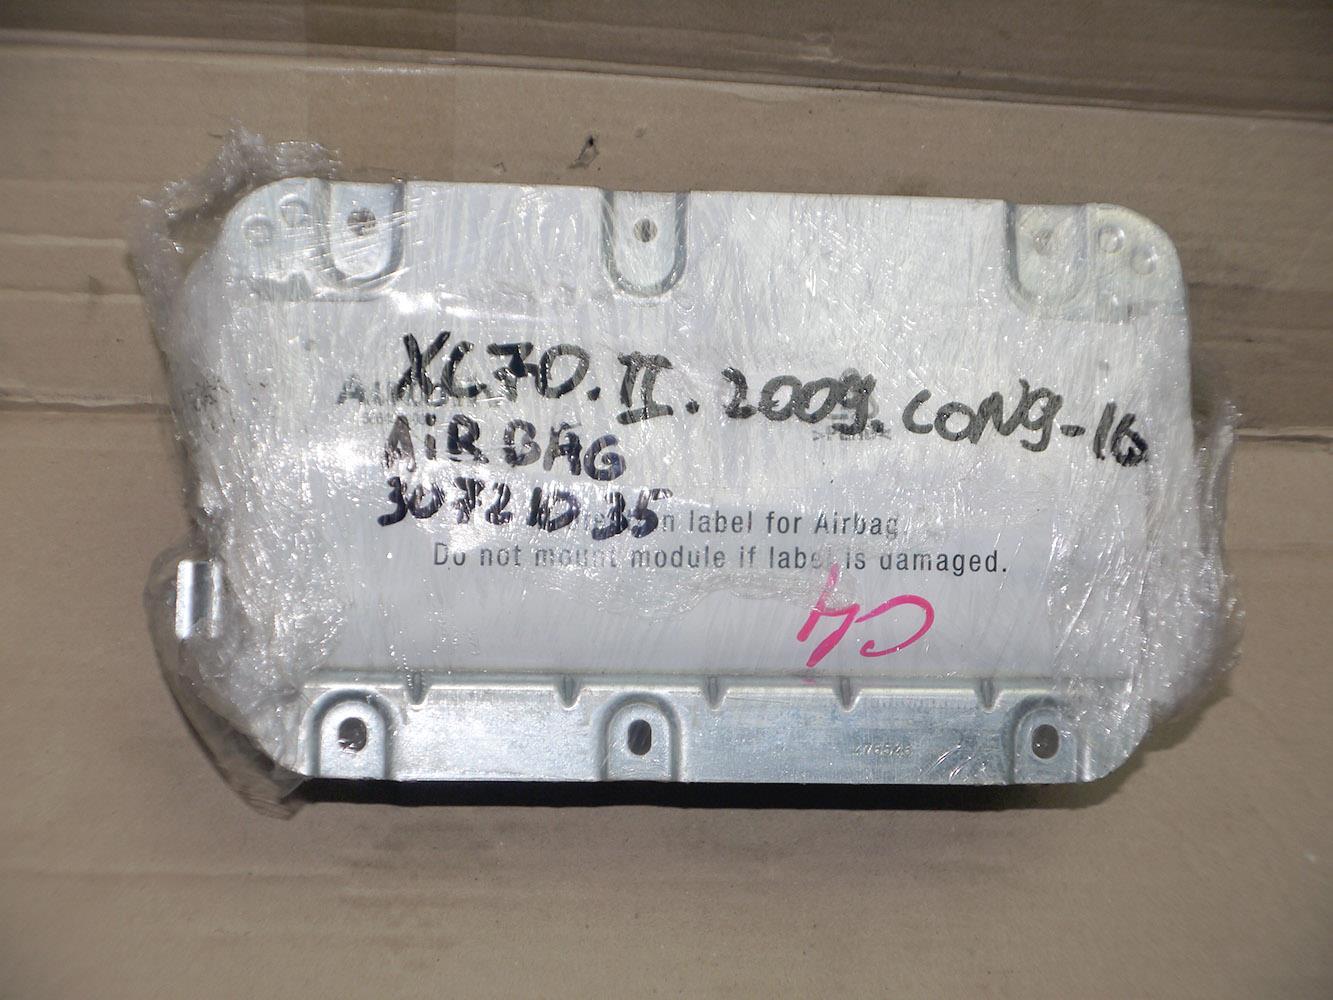 XC70.II.2009.CONG-16
AIR BAG
30721035
n label for Airbag
Do not mount module if label is damaged.
476526